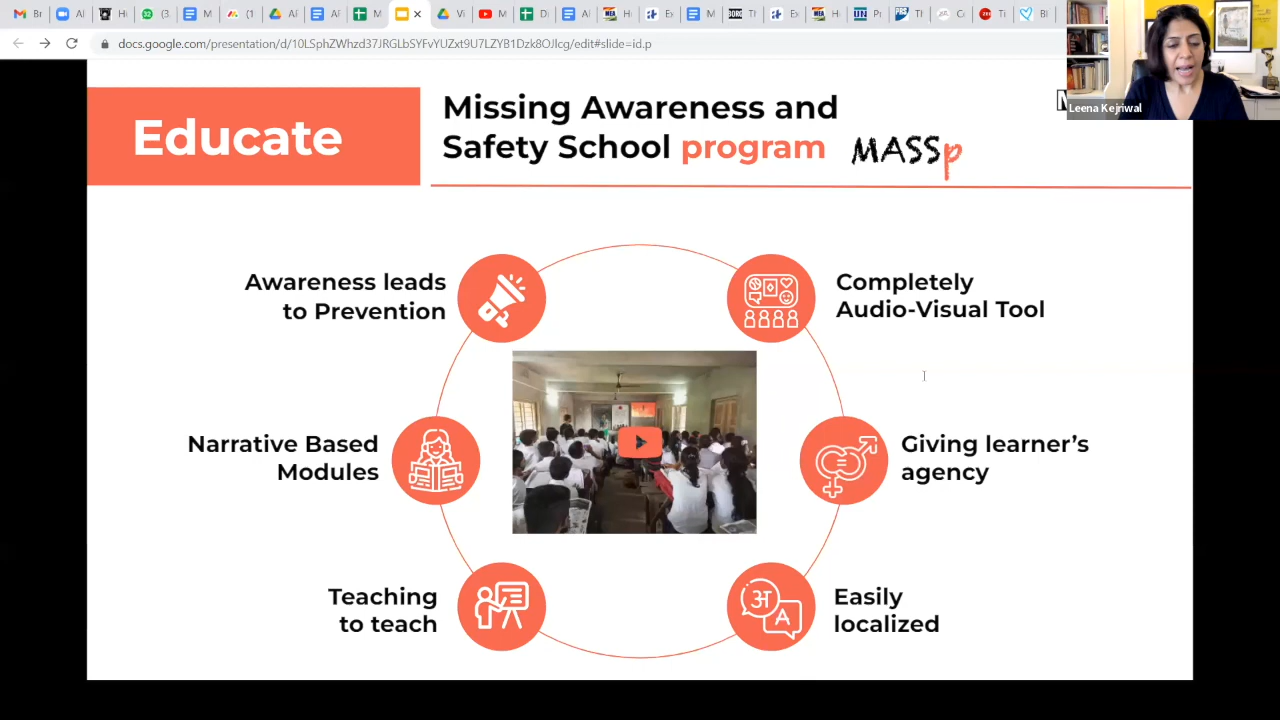 docs.google.com/presentation/d/10LSphZWhzdB7JRGLbSYFvYUZxt9U7LZYB1DzkbOJlcg/edit#slide=id.p
Leena Kejriwal
Educate
Missing Awareness and
Safety School program MASSp
Awareness leads
to Prevention
Completely
Audio-Visual Tool
Narrative Based
Modules
Giving learner's
agency
Teaching
to teach
अ
A
Easily
localized